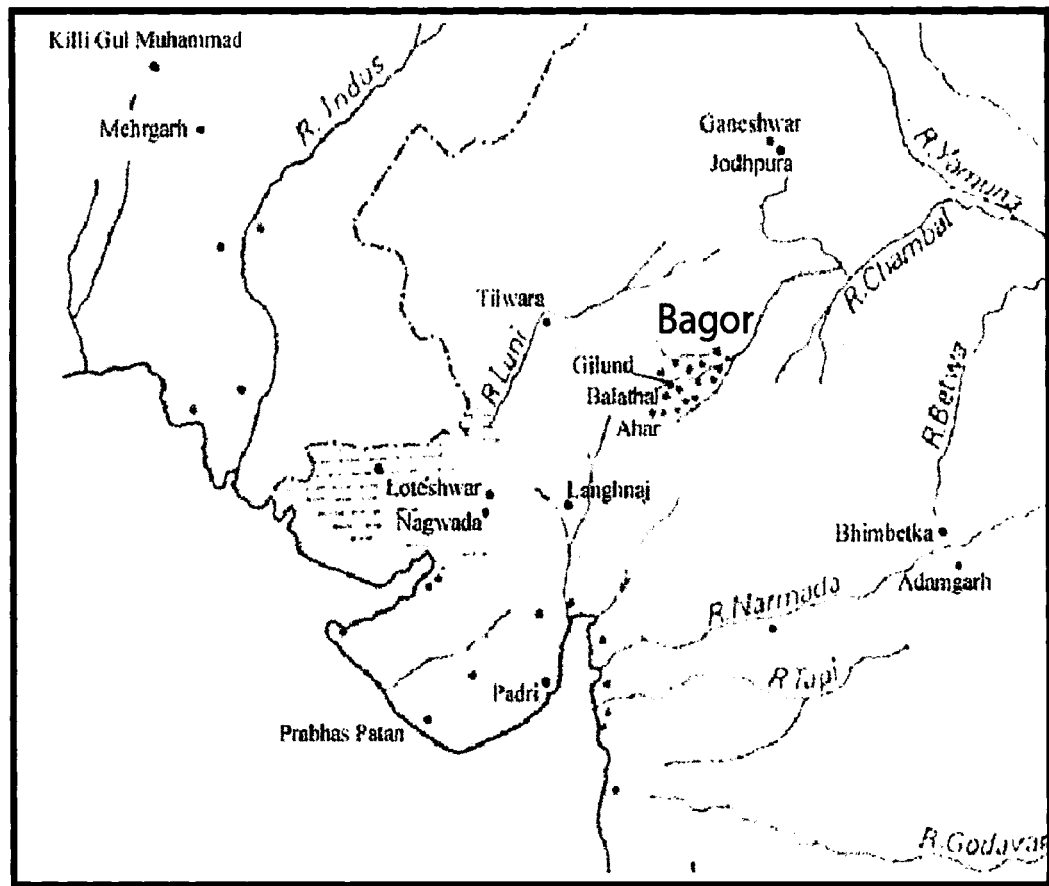 Killi Gul Muhammad
Mehrgarh
R. Indus
Ganeshwar
Jodhpura
R. Yamuna
R. Chambal
Tilwara
R. Luni
Bagor
Gilund
Balathal
Ahar
R. Betwa
Loteshwar
Nagwada
Langhnaj
Bhimbetka
Adamgarh
R. Narmada
R. Tapi
Padri
Prabhas Patan
R. Godavar